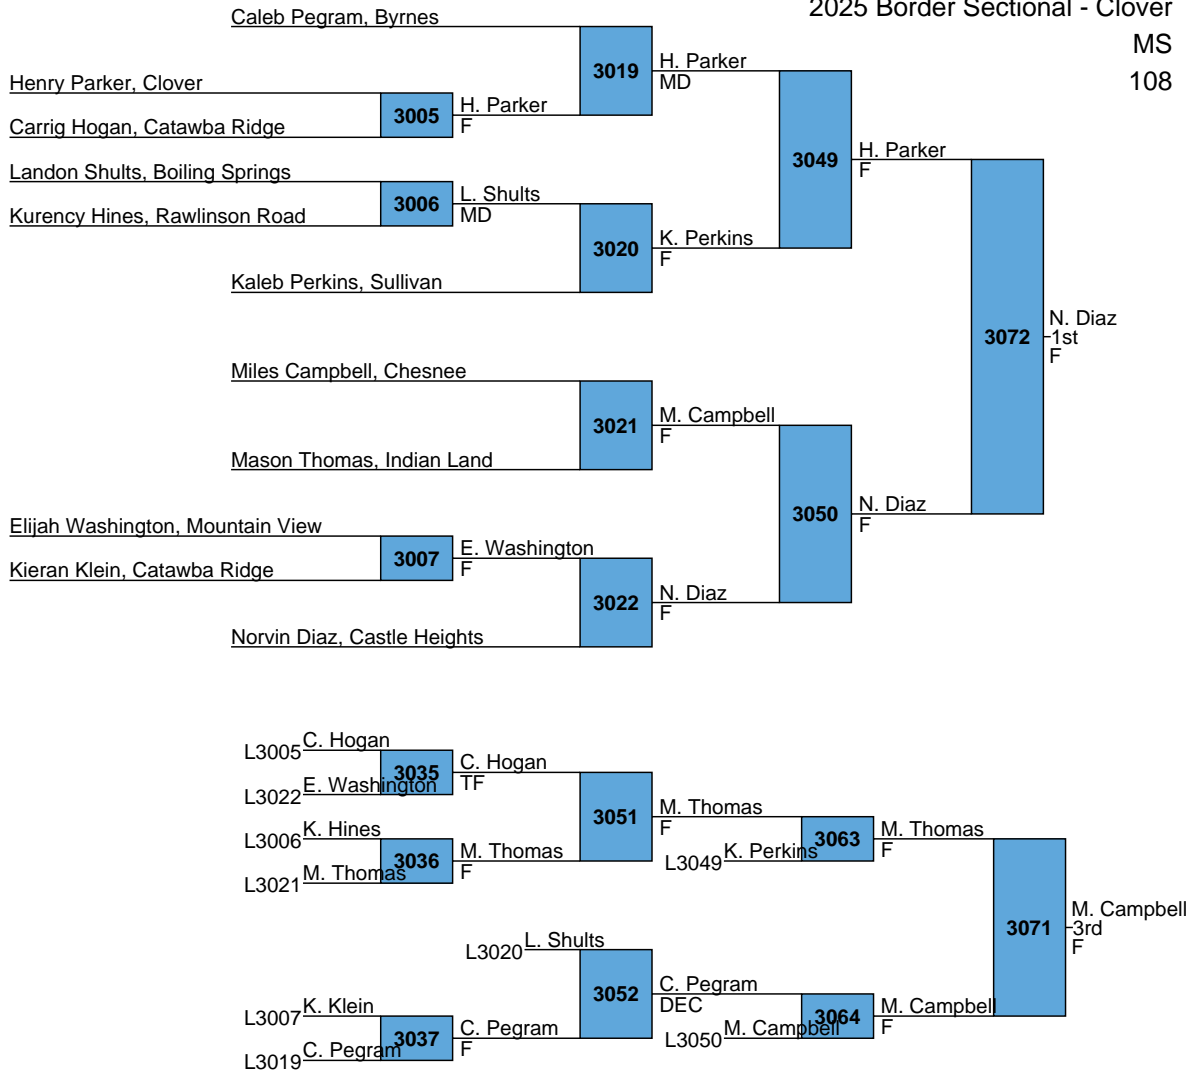 2025 Border Sectional - Clover
MS
108
Caleb Pegram, Byrnes
3019
H. Parker
MD
Henry Parker, Clover
3005
H. Parker
F
Carrig Hogan, Catawba Ridge
3049
H. Parker
F
Landon Shults, Boiling Springs
3006
L. Shults
MD
Kurency Hines, Rawlinson Road
3020
K. Perkins
F
Kaleb Perkins, Sullivan
3072
N. Diaz
1st
F
Miles Campbell, Chesnee
3021
M. Campbell
F
Mason Thomas, Indian Land
3050
N. Diaz
F
Elijah Washington, Mountain View
3007
E. Washington
F
Kieran Klein, Catawba Ridge
3022
N. Diaz
F
Norvin Diaz, Castle Heights
L3005
C. Hogan
3035
C. Hogan
TF
L3022
E. Washington
3051
M. Thomas
F
L3006
K. Hines
3036
M. Thomas
F
L3021
M. Thomas
L3049
K. Perkins
3063
M. Thomas
F
3071
M. Campbell
3rd
F
L3020
L. Shults
3052
C. Pegram
DEC
L3007
K. Klein
3037
C. Pegram
F
L3019
C. Pegram
L3050
M. Campbell
3064
M. Campbell
F